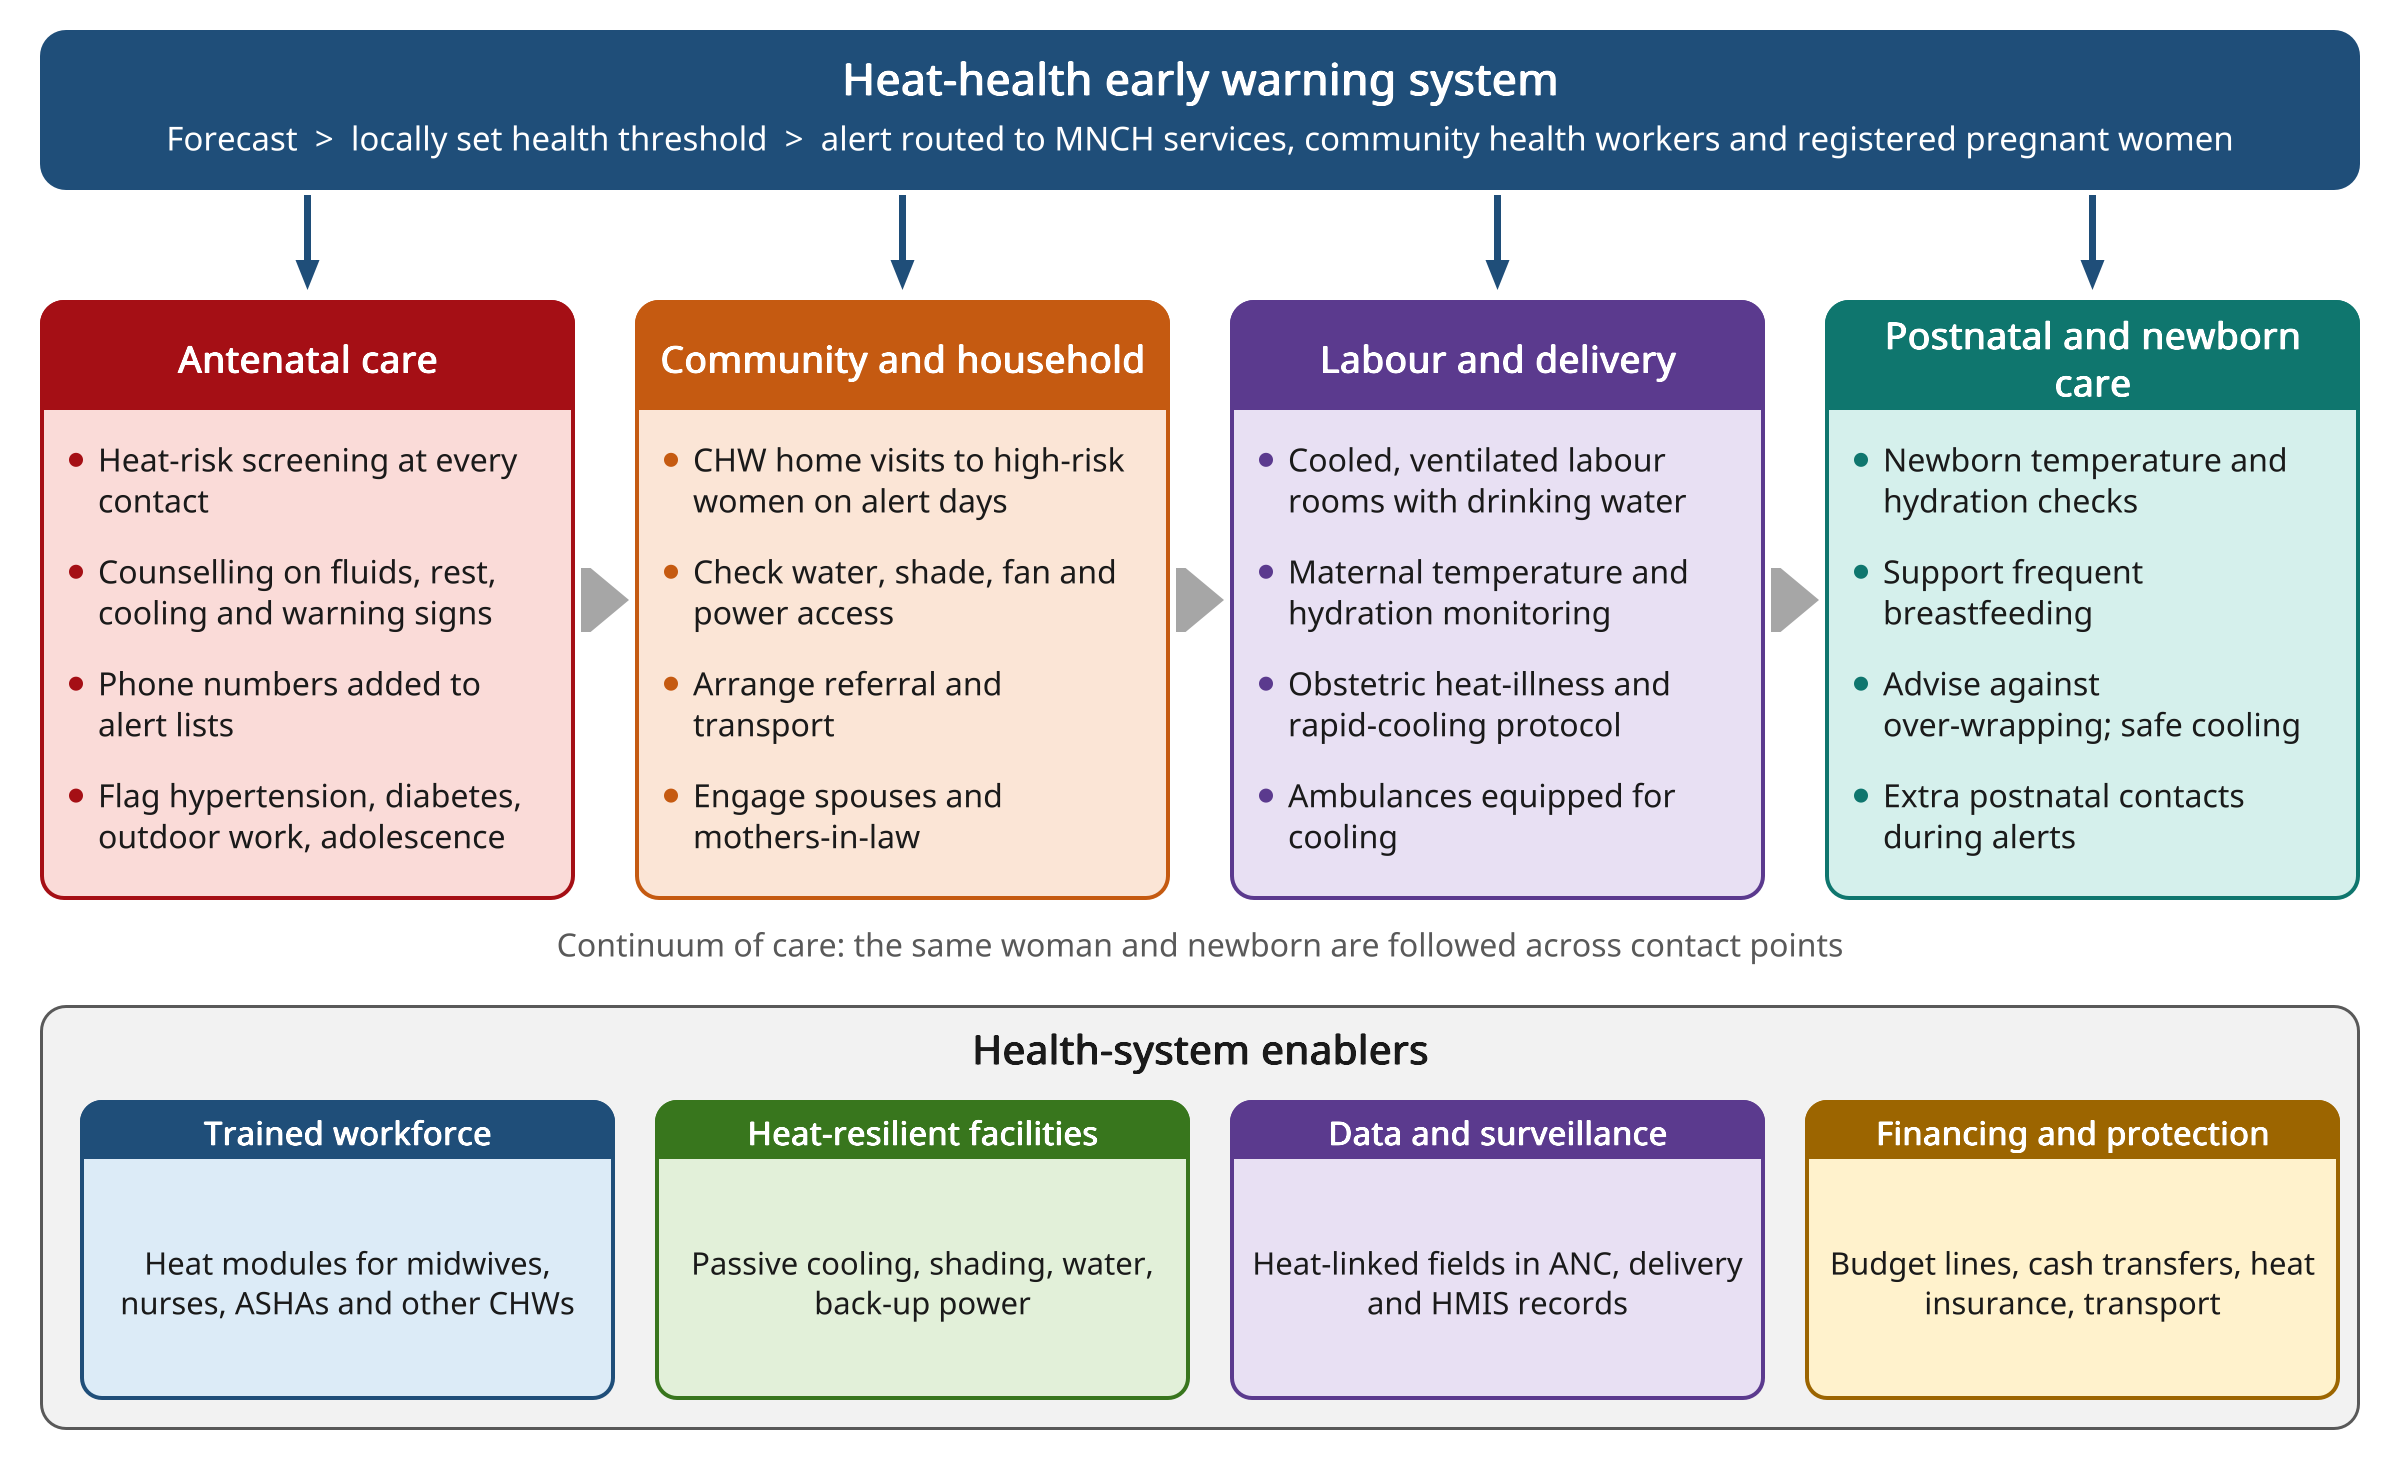 Heat-health early warning system
Forecast > locally set health threshold > alert routed to MNCH services, community health workers and registered pregnant women
Antenatal care
Heat-risk screening at every
contact
Counselling on fluids, rest,
cooling and warning signs
Phone numbers added to
alert lists
Flag hypertension, diabetes,
outdoor work, adolescence
Community and household
CHW home visits to high-risk
women on alert days
Check water, shade, fan and
power access
Arrange referral and
transport
Engage spouses and
mothers-in-law
Labour and delivery
Cooled, ventilated labour
rooms with drinking water
Maternal temperature and
hydration monitoring
Obstetric heat-illness and
rapid-cooling protocol
Ambulances equipped for
cooling
Postnatal and newborn
care
Newborn temperature and
hydration checks
Support frequent
breastfeeding
Advise against
over-wrapping; safe cooling
Extra postnatal contacts
during alerts
Continuum of care: the same woman and newborn are followed across contact points
Health-system enablers
Trained workforce
Heat modules for midwives,
nurses, ASHAs and other CHWs
Heat-resilient facilities
Passive cooling, shading, water,
back-up power
Data and surveillance
Heat-linked fields in ANC, delivery
and HMIS records
Financing and protection
Budget lines, cash transfers, heat
insurance, transport